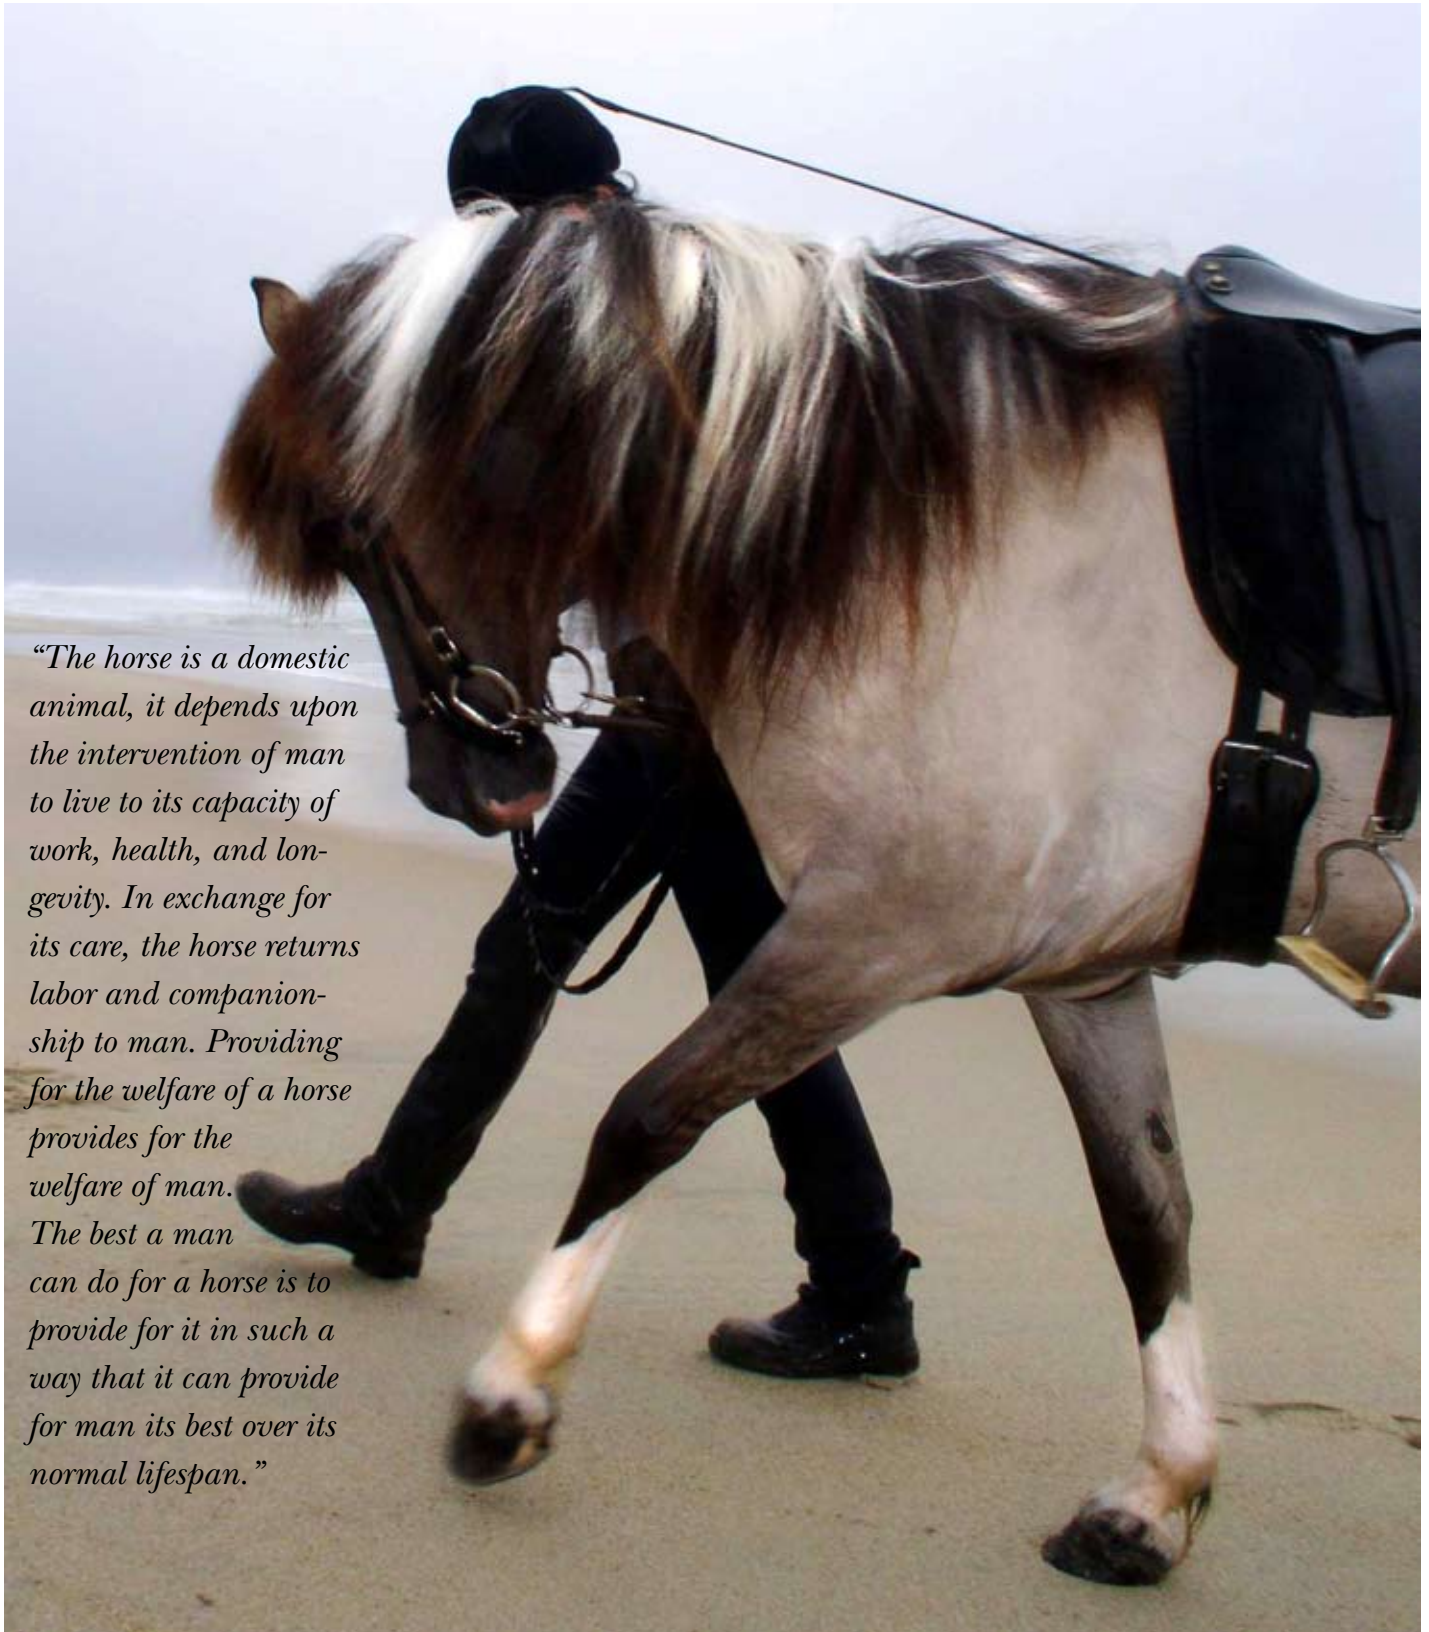 “The horse is a domestic
animal, it depends upon
the intervention of man
to live to its capacity of
work, health, and lon-
gevity. In exchange for
its care, the horse returns
labor and companion-
ship to man. Providing
for the welfare of a horse
provides for the
welfare of man.
The best a man
can do for a horse is to
provide for it in such a
way that it can provide
for man its best over its
normal lifespan.”